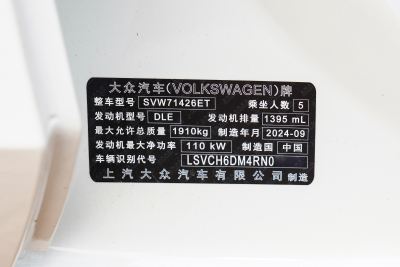 大众汽车(VOLKSWAGEN)牌
整车型号 SVW71426ET 乘坐人数 5
发动机型号 DLE 发动机排量 1395 mL
最大允许总质量 1910kg 制造年月 2024-09
发动机最大净功率 110 kW 制造国 中国
车辆识别代号 LSVCH6DM4RN0
上汽大众汽车有限公司 制造